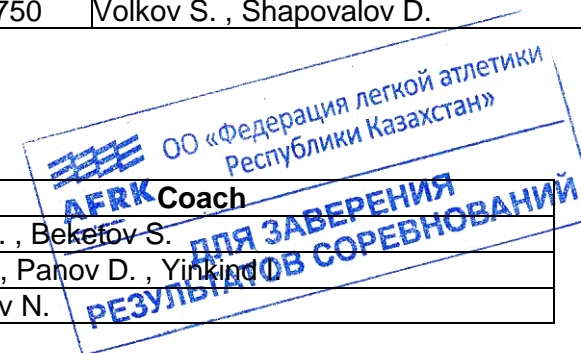 750 Volkov S. , Shapovalov D.
ОО «Федерация легкой атлетики
Республики Казахстан»
AFRK
ДЛЯ ЗАВЕРЕНИЯ
РЕЗУЛЬТАТОВ СОРЕВНОВАНИЙ
Coach
. , Beketov S.
, Panov D. , Yinkind I.
v N.